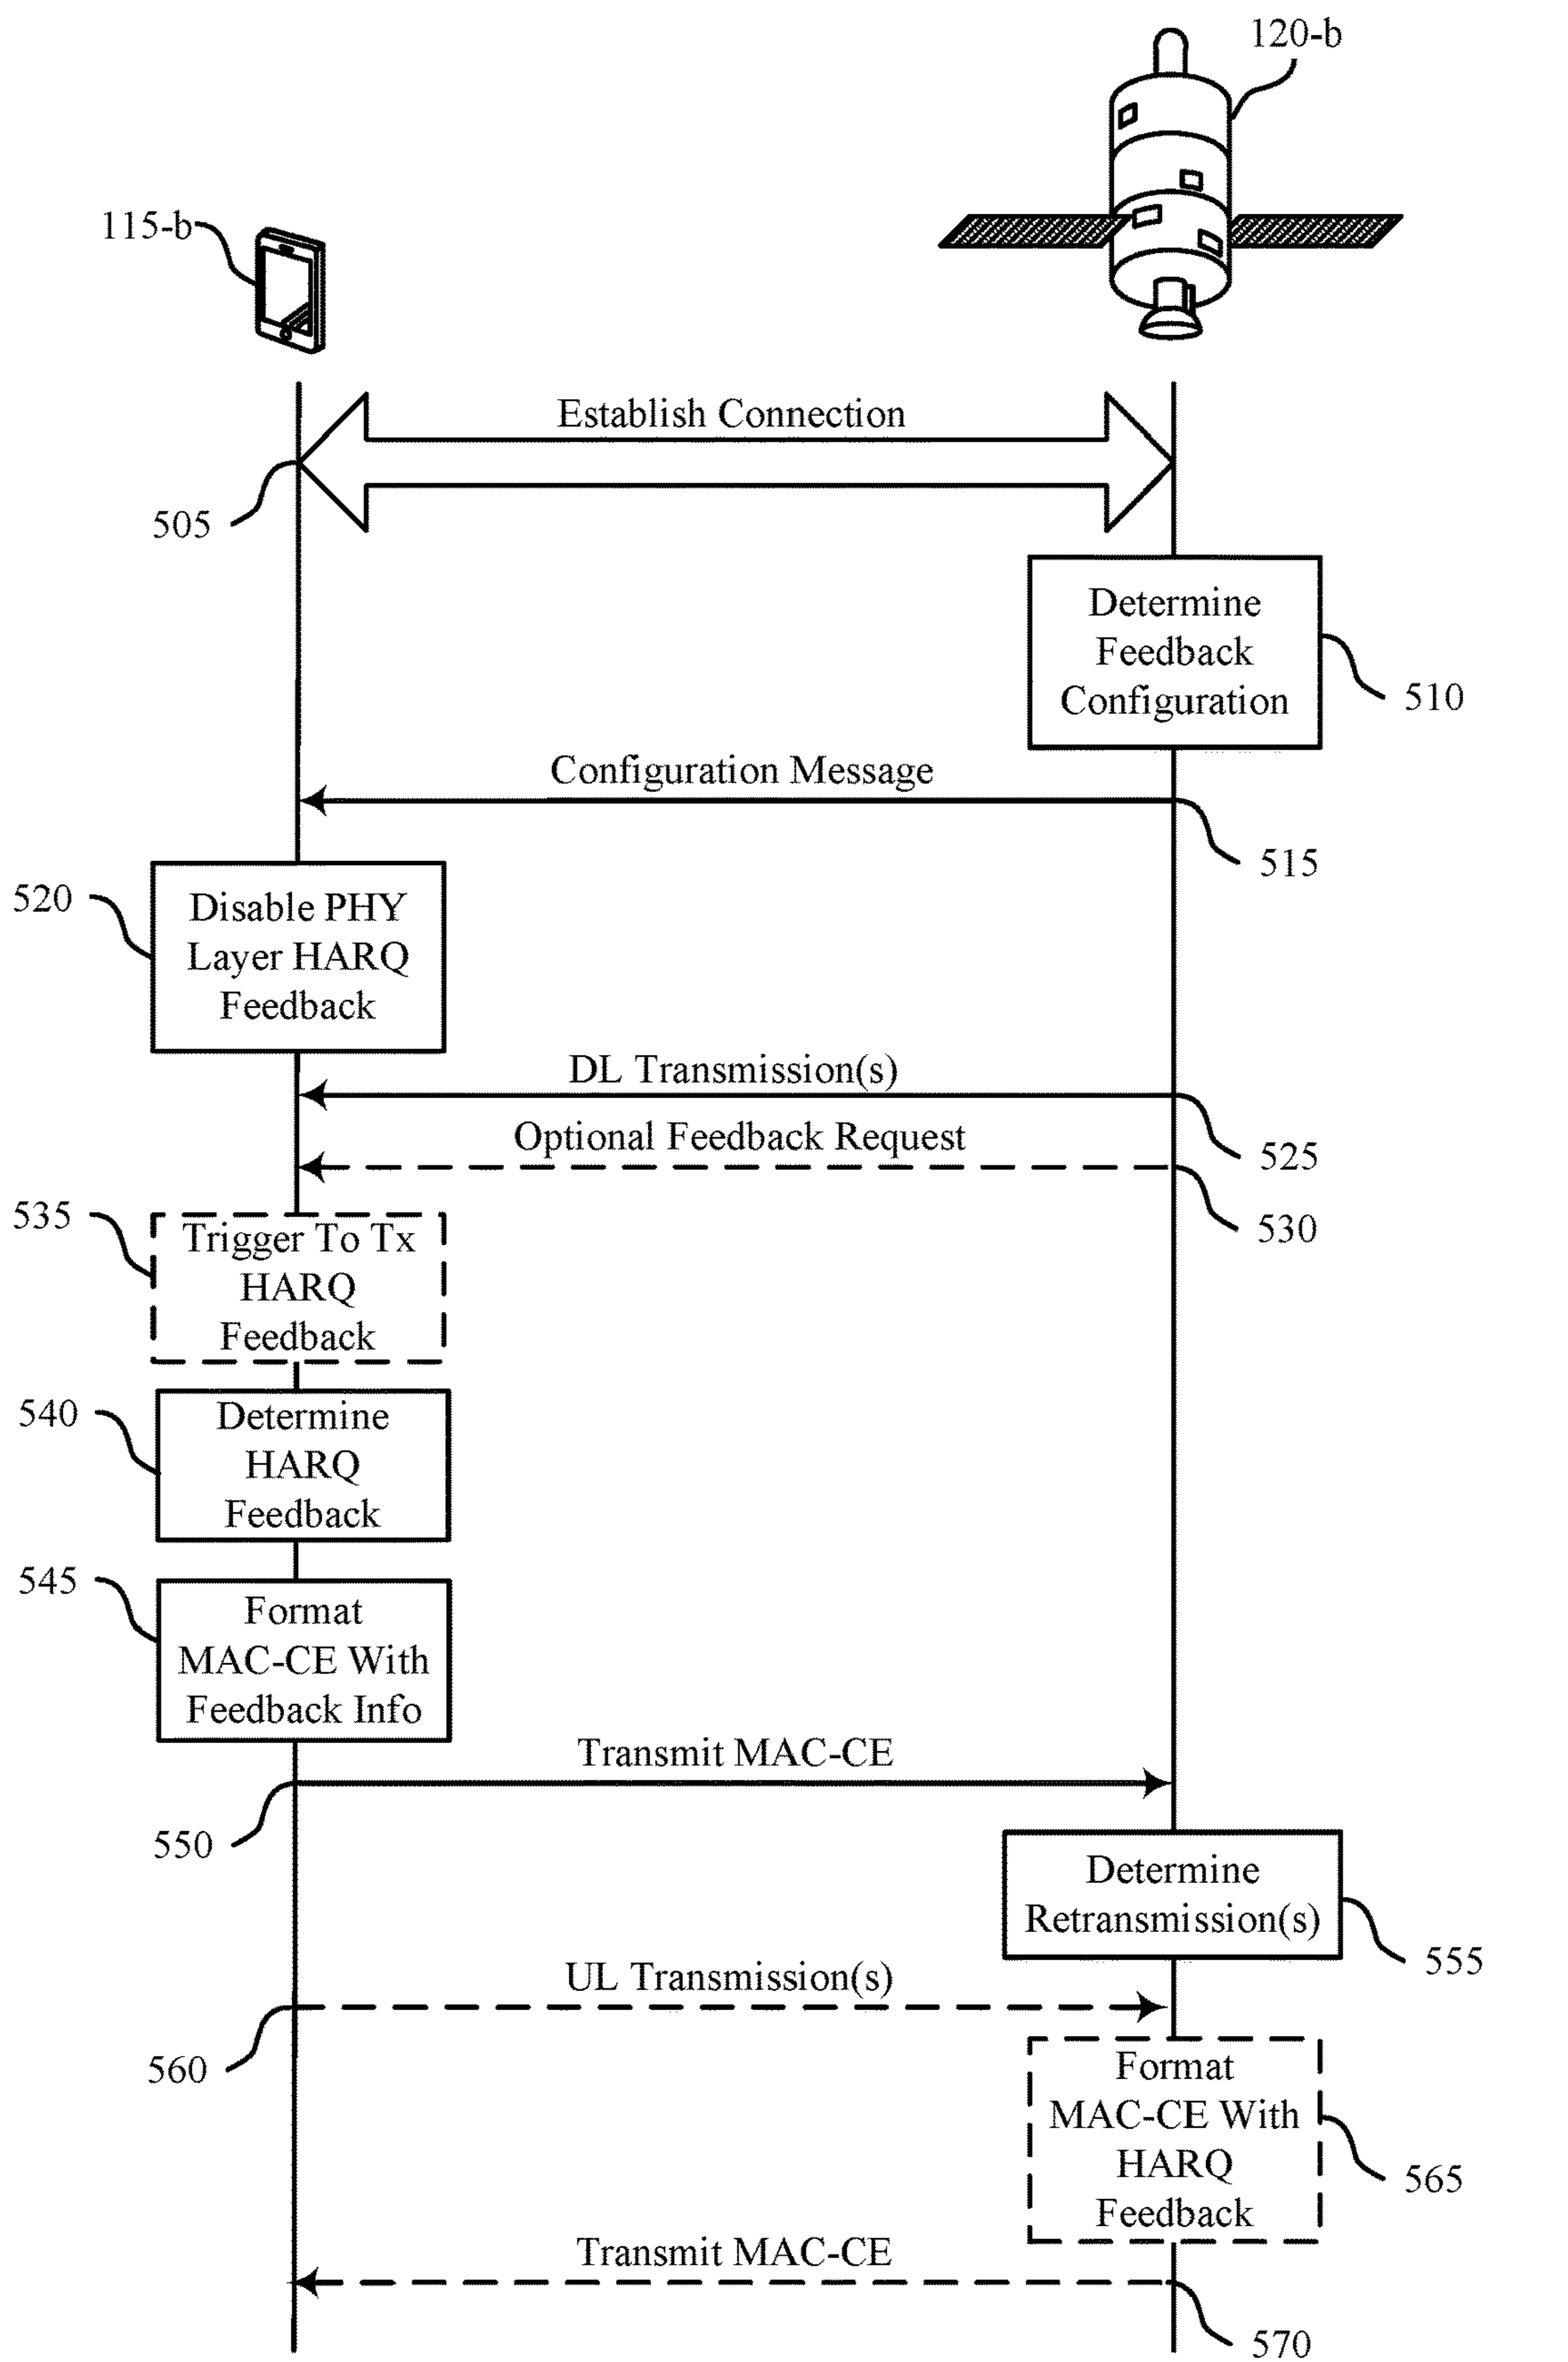 120-b
115-b
Establish Connection
505
Determine
Feedback
Configuration
510
Configuration Message
515
520
Disable PHY
Layer HARQ
Feedback
DL Transmission(s)
525
Optional Feedback Request
530
535
Trigger To Tx
HARQ
Feedback
540
Determine
HARQ
Feedback
545
Format
MAC-CE With
Feedback Info
Transmit MAC-CE
550
Determine
Retransmission(s)
555
UL Transmission(s)
560
Format
MAC-CE With
HARQ
Feedback
565
Transmit MAC-CE
570